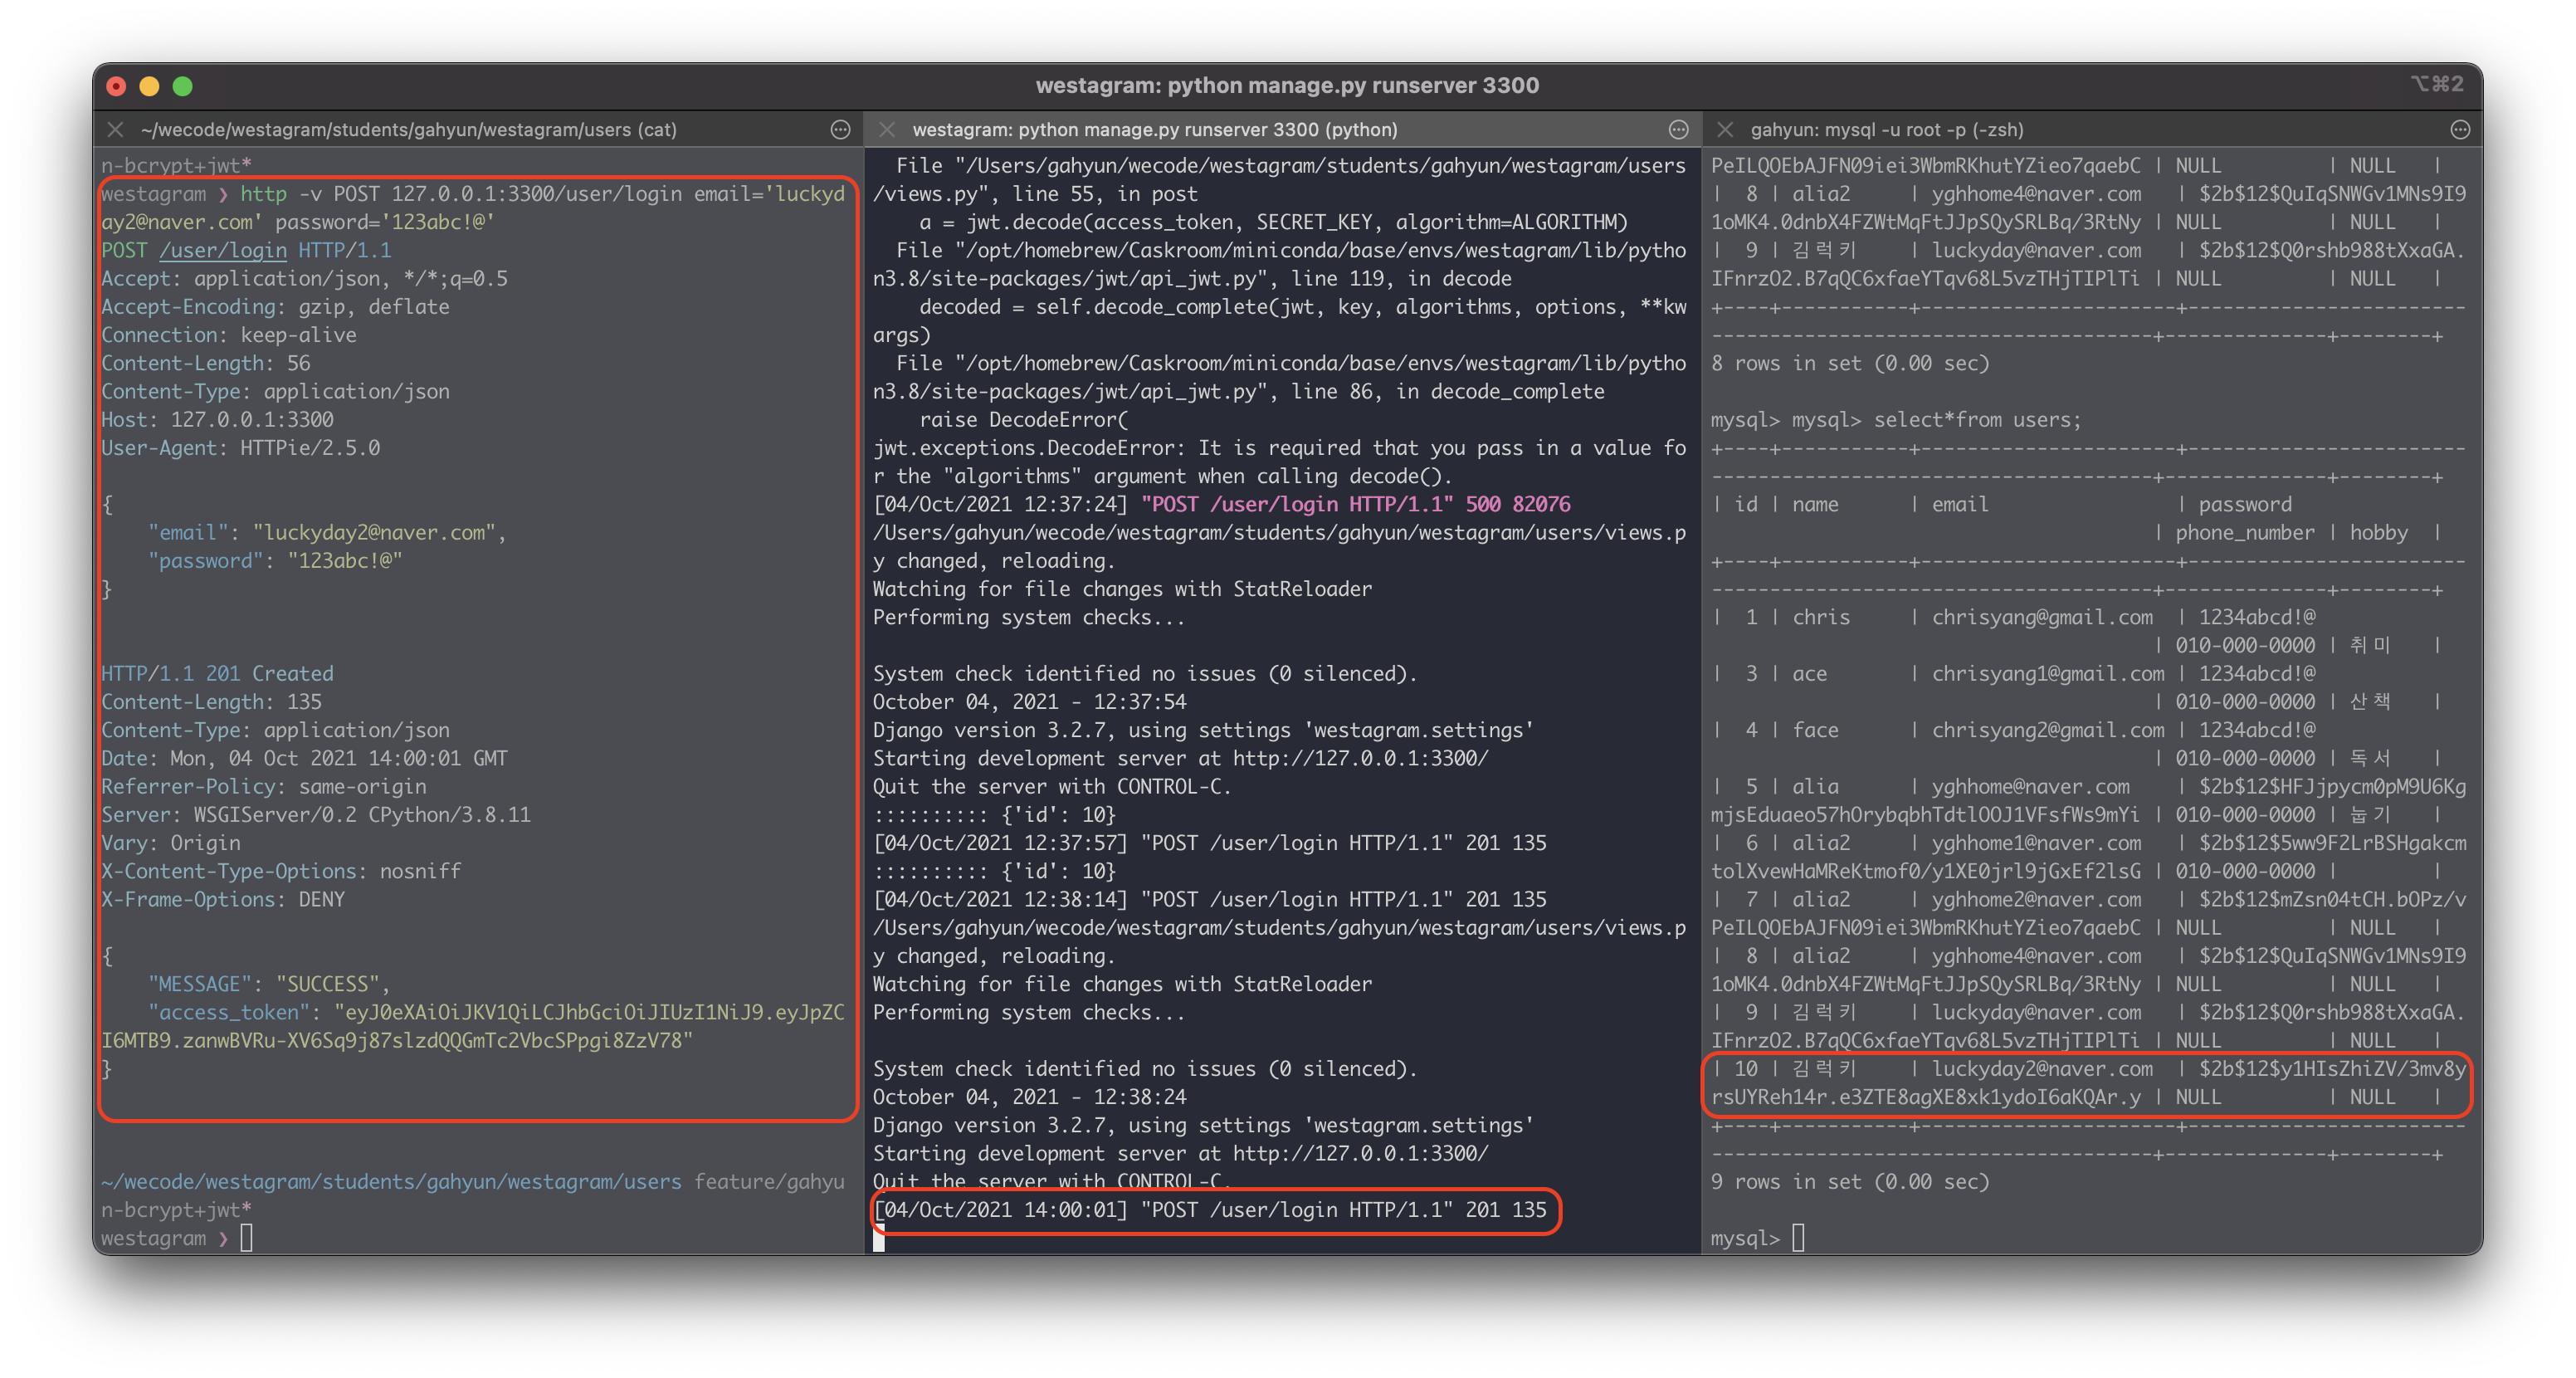 westagram: python manage.py runserver 3300
⌥⌘2
~/wecode/westagram/students/gahyun/westagram/users (cat)
n-bcrypt+jwt*
westagram ❯ http -v POST 127.0.0.1:3300/user/login email='luckyd
ay2@naver.com' password='123abc!@'
POST /user/login HTTP/1.1
Accept: application/json, */*;q=0.5
Accept-Encoding: gzip, deflate
Connection: keep-alive
Content-Length: 56
Content-Type: application/json
Host: 127.0.0.1:3300
User-Agent: HTTPie/2.5.0
{
    "email": "luckyday2@naver.com",
    "password": "123abc!@"
}
HTTP/1.1 201 Created
Content-Length: 135
Content-Type: application/json
Date: Mon, 04 Oct 2021 14:00:01 GMT
Referrer-Policy: same-origin
Server: WSGIServer/0.2 CPython/3.8.11
Vary: Origin
X-Content-Type-Options: nosniff
X-Frame-Options: DENY
{
    "MESSAGE": "SUCCESS",
    "access_token": "eyJ0eXAiOiJKV1QiLCJhbGciOiJIUzI1NiJ9.eyJpZC
I6MTB9.zanwBVRu-XV6Sq9j87slzdQQGmTc2VbcSPpgi8ZzV78"
}
~/wecode/westagram/students/gahyun/westagram/users feature/gahyu
n-bcrypt+jwt*
westagram ❯
westagram: python manage.py runserver 3300 (python)
  File "/Users/gahyun/wecode/westagram/students/gahyun/westagram/users
/views.py", line 55, in post
    a = jwt.decode(access_token, SECRET_KEY, algorithm=ALGORITHM)
  File "/opt/homebrew/Caskroom/miniconda/base/envs/westagram/lib/pytho
n3.8/site-packages/jwt/api_jwt.py", line 119, in decode
    decoded = self.decode_complete(jwt, key, algorithms, options, **kw
args)
  File "/opt/homebrew/Caskroom/miniconda/base/envs/westagram/lib/pytho
n3.8/site-packages/jwt/api_jwt.py", line 86, in decode_complete
    raise DecodeError(
jwt.exceptions.DecodeError: It is required that you pass in a value fo
r the "algorithms" argument when calling decode().
[04/Oct/2021 12:37:24] "POST /user/login HTTP/1.1" 500 82076
/Users/gahyun/wecode/westagram/students/gahyun/westagram/users/views.p
y changed, reloading.
Watching for file changes with StatReloader
Performing system checks...
System check identified no issues (0 silenced).
October 04, 2021 - 12:37:54
Django version 3.2.7, using settings 'westagram.settings'
Starting development server at http://127.0.0.1:3300/
Quit the server with CONTROL-C.
:::::::::: {'id': 10}
[04/Oct/2021 12:37:57] "POST /user/login HTTP/1.1" 201 135
:::::::::: {'id': 10}
[04/Oct/2021 12:38:14] "POST /user/login HTTP/1.1" 201 135
/Users/gahyun/wecode/westagram/students/gahyun/westagram/users/views.p
y changed, reloading.
Watching for file changes with StatReloader
Performing system checks...
System check identified no issues (0 silenced).
October 04, 2021 - 12:38:24
Django version 3.2.7, using settings 'westagram.settings'
Starting development server at http://127.0.0.1:3300/
Quit the server with CONTROL-C.
[04/Oct/2021 14:00:01] "POST /user/login HTTP/1.1" 201 135
gahyun: mysql -u root -p (-zsh)
PeILQOEbAJFN09iei3WbmRKhutYZieo7qaebC | NULL | NULL |
| 8 | alia2 | yghhome4@naver.com | $2b$12$QuIqSNWGv1MNs9I9
1oMK4.0dnbX4FZWtMqFtJJpSQySRLBq/3RtNy | NULL | NULL |
| 9 | 김럭키 | luckyday@naver.com | $2b$12$Q0rshb988tXxaGA.
IFnrzO2.B7qQC6xfaeYTqv68L5vzTHjTIPlTi | NULL | NULL |
+----+-----------+----------------------+------------------------
--------------------------------------+--------------+--------+
8 rows in set (0.00 sec)
mysql> mysql> select*from users;
+----+-----------+----------------------+------------------------
--------------------------------------+--------------+--------+
| id | name | email | password
| phone_number | hobby |
+----+-----------+----------------------+------------------------
--------------------------------------+--------------+--------+
| 1 | chris | chrisyang@gmail.com | 1234abcd!@
| 010-000-0000 | 취미 |
| 3 | ace | chrisyang1@gmail.com | 1234abcd!@
| 010-000-0000 | 산책 |
| 4 | face | chrisyang2@gmail.com | 1234abcd!@
| 010-000-0000 | 독서 |
| 5 | alia | yghhome@naver.com | $2b$12$HFJjpycm0pM9U6Kg
mjsEduaeo57hOrybqbhTdtlOOJ1VFsfWs9mYi | 010-000-0000 | 눕기 |
| 6 | alia2 | yghhome1@naver.com | $2b$12$5ww9F2LrBSHgakcm
tolXvewHaMReKtmof0/y1XE0jrl9jGxEf2lsG | 010-000-0000 | |
| 7 | alia2 | yghhome2@naver.com | $2b$12$mZsn04tCH.bOPz/v
PeILQOEbAJFN09iei3WbmRKhutYZieo7qaebC | NULL | NULL |
| 8 | alia2 | yghhome4@naver.com | $2b$12$QuIqSNWGv1MNs9I9
1oMK4.0dnbX4FZWtMqFtJJpSQySRLBq/3RtNy | NULL | NULL |
| 9 | 김럭키 | luckyday@naver.com | $2b$12$Q0rshb988tXxaGA.
IFnrzO2.B7qQC6xfaeYTqv68L5vzTHjTIPlTi | NULL | NULL |
| 10 | 김럭키 | luckyday2@naver.com | $2b$12$y1HIsZhiZV/3mv8y
rsUYReh14r.e3ZTE8agXE8xk1ydoI6aKQAr.y | NULL | NULL |
+----+-----------+----------------------+------------------------
--------------------------------------+--------------+--------+
9 rows in set (0.00 sec)
mysql>